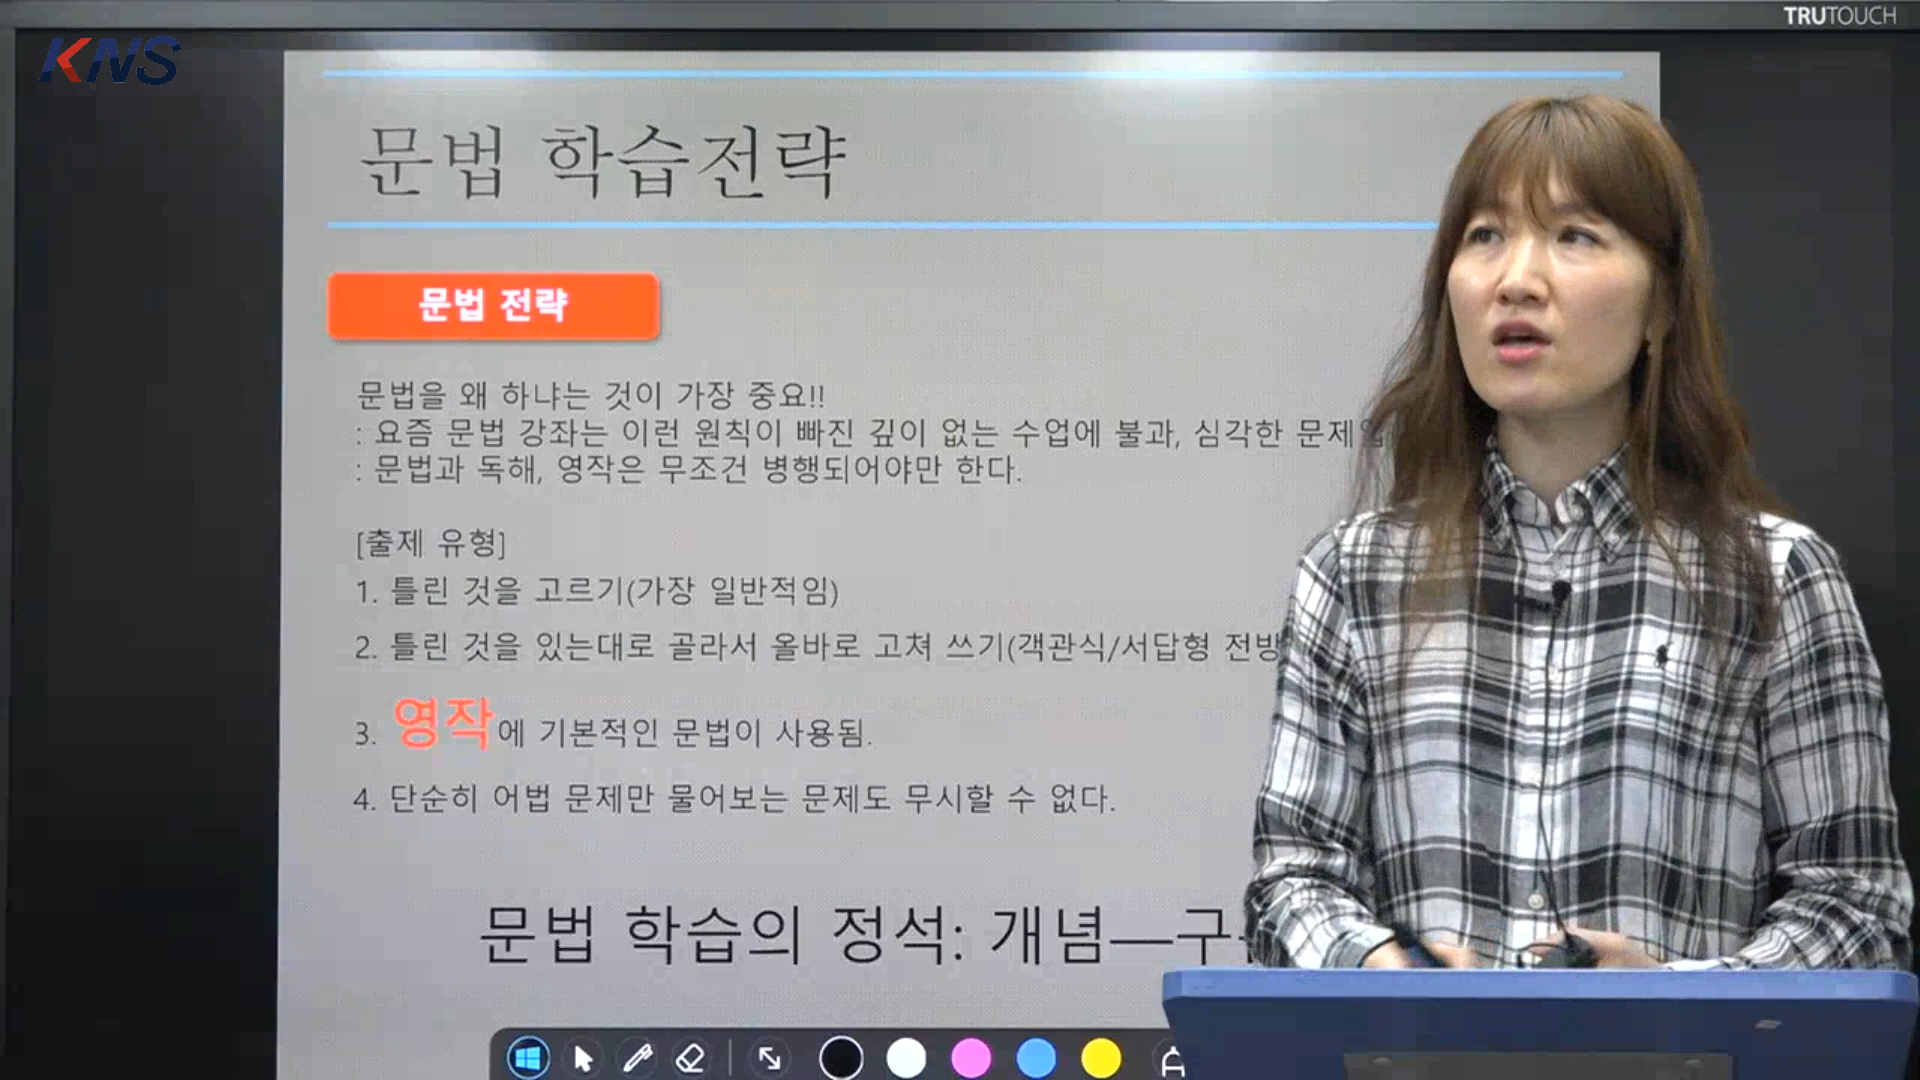 TRUTOUCH
KNS
문법 학습전략
문법 전략
문법을 왜 하냐는 것이 가장 중요!!
: 요즘 문법 강좌는 이런 원칙이 빠진 깊이 없는 수업에 불과, 심각한 문제
: 문법과 독해, 영작은 무조건 병행되어야만 한다.
[출제 유형]
1. 틀린 것을 고르기(가장 일반적임)
2. 틀린 것을 있는대로 골라서 올바로 고쳐 쓰기(객관식/서답형 전방
3. 영작에 기본적인 문법이 사용됨.
4. 단순히 어법 문제만 물어보는 문제도 무시할 수 없다.
문법 학습의 정석: 개념—구